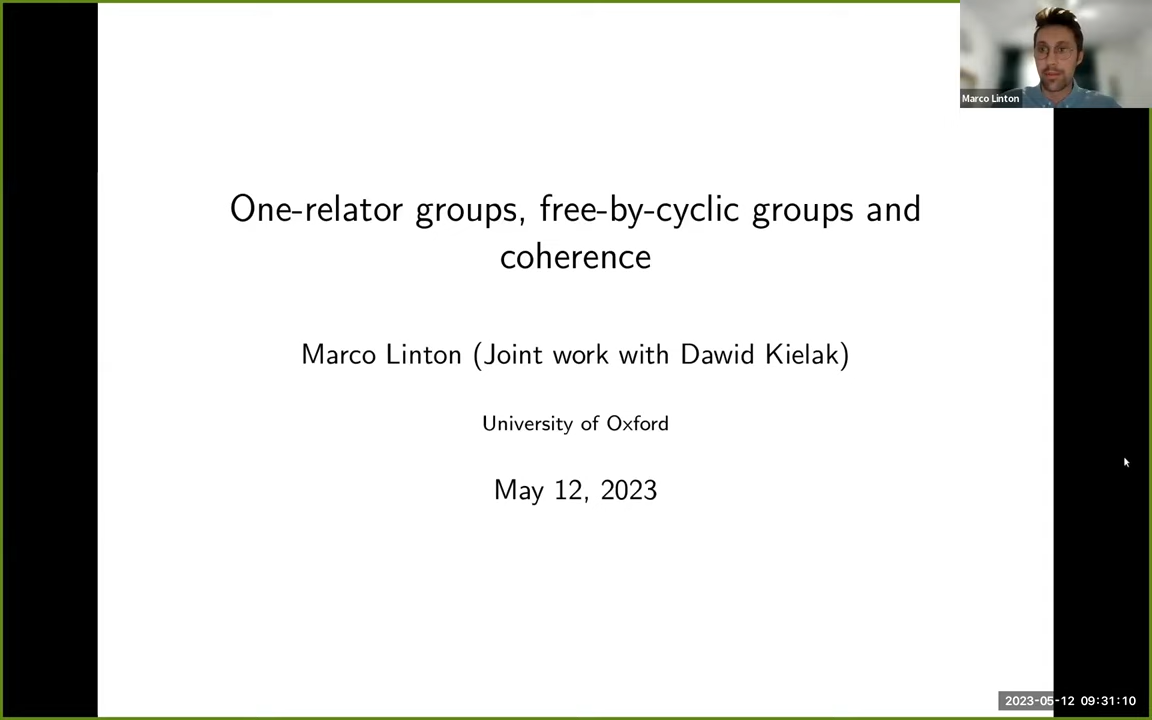 Marco Linton
One-relator groups, free-by-cyclic groups and
coherence
Marco Linton (Joint work with Dawid Kielak)
University of Oxford
May 12, 2023
2023-05-12 09:31:10